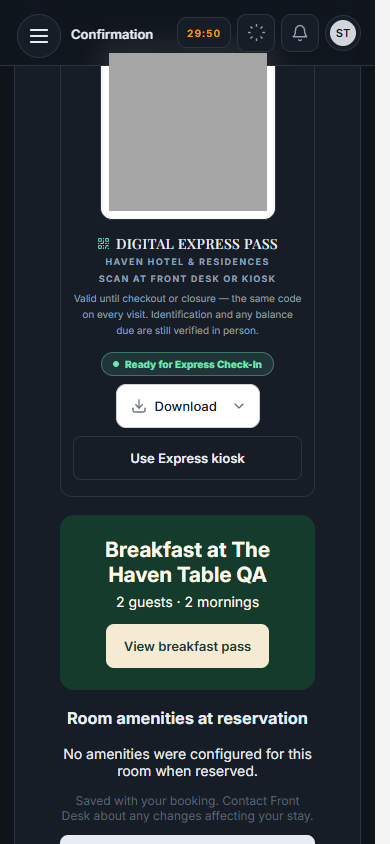 Confirmation
29:50
ST
DIGITAL EXPRESS PASS
HAVEN HOTEL & RESIDENCES
SCAN AT FRONT DESK OR KIOSK
Valid until checkout or closure — the same code
on every visit. Identification and any balance
due are still verified in person.
Ready for Express Check-In
Download
Use Express kiosk
Breakfast at The
Haven Table QA
2 guests · 2 mornings
View breakfast pass
Room amenities at reservation
No amenities were configured for this
room when reserved.
Saved with your booking. Contact Front
Desk about any changes affecting your stay.